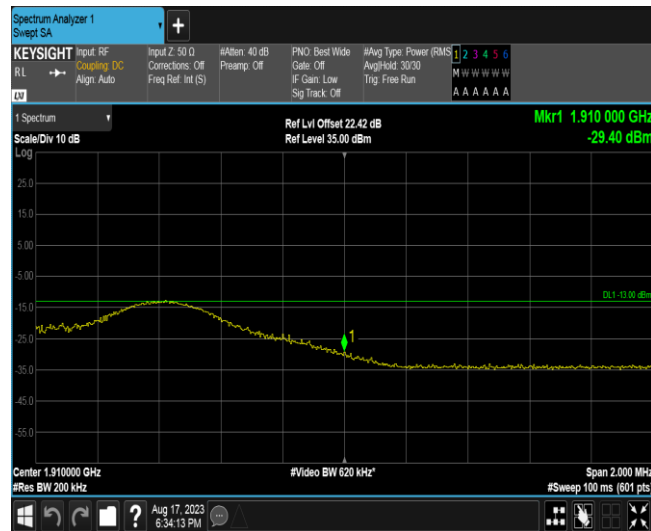 Spectrum Analyzer 1
Swept SA
KEYSIGHT
RL
LXI
Input: RF
Coupling: DC
Align: Auto
Input Z: 50 Ω
Corrections: Off
Freq Ref: Int (S)
#Atten: 40 dB
Preamp: Off
PNO: Best Wide
Gate: Off
IF Gain: Low
Sig Track: Off
#Avg Type: Power (RMS
Avg|Hold: 30/30
Trig: Free Run
1 2 3 4 5 6
M W W W W W
A A A A A A
1 Spectrum
Scale/Div 10 dB
Log
Ref Lvl Offset 22.42 dB
Ref Level 35.00 dBm
Mkr1 1.910 000 GHz
-29.40 dBm
25.0
15.0
5.00
-5.00
DL1 -13.00 dBm
-15.0
-25.0
1
-35.0
-45.0
-55.0
Center 1.910000 GHz
#Video BW 620 kHz*
Span 2.000 MHz
#Res BW 200 kHz
#Sweep 100 ms (601 pts)
?
Aug 17, 2023
6:34:13 PM